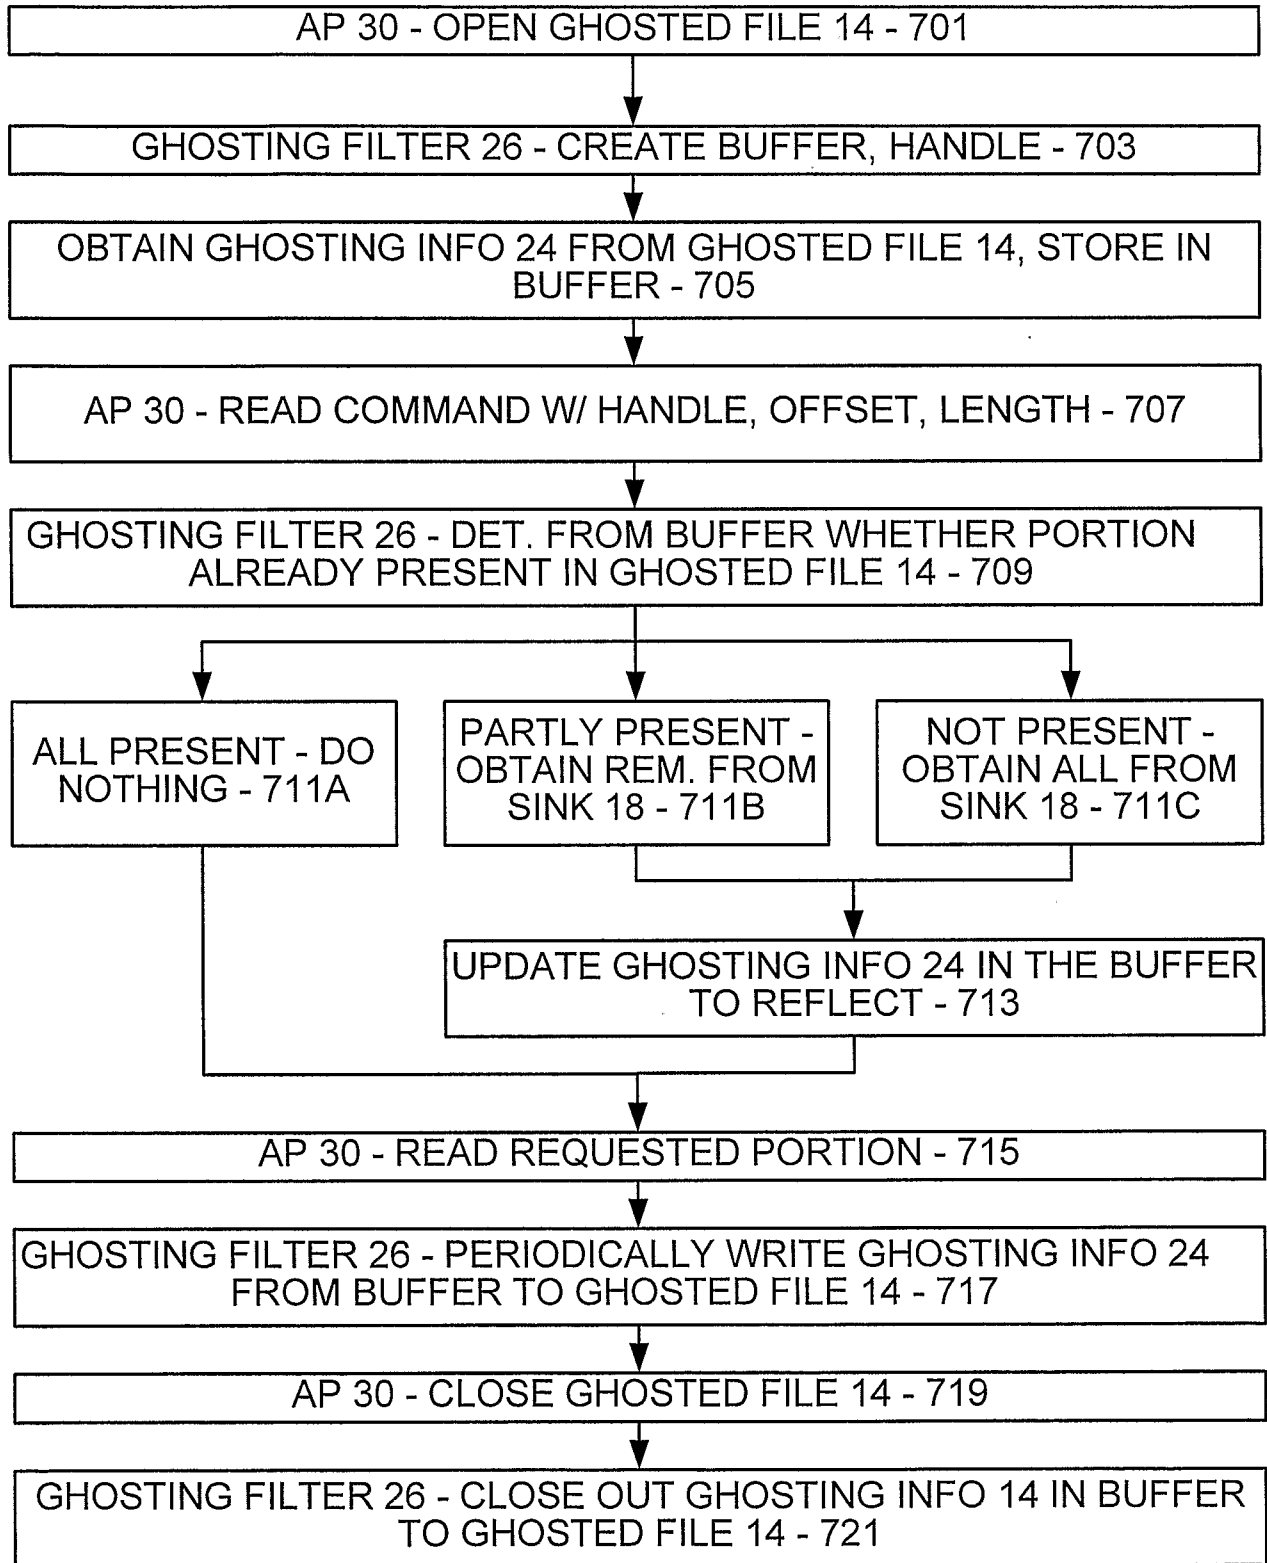 AP 30 - OPEN GHOSTED FILE 14 - 701
GHOSTING FILTER 26 - CREATE BUFFER, HANDLE - 703
OBTAIN GHOSTING INFO 24 FROM GHOSTED FILE 14, STORE IN
BUFFER - 705
AP 30 - READ COMMAND W/ HANDLE, OFFSET, LENGTH - 707
GHOSTING FILTER 26 - DET. FROM BUFFER WHETHER PORTION
ALREADY PRESENT IN GHOSTED FILE 14 - 709
ALL PRESENT - DO
NOTHING - 711A
PARTLY PRESENT -
OBTAIN REM. FROM
SINK 18 - 711B
NOT PRESENT -
OBTAIN ALL FROM
SINK 18 - 711C
UPDATE GHOSTING INFO 24 IN THE BUFFER
TO REFLECT - 713
AP 30 - READ REQUESTED PORTION - 715
GHOSTING FILTER 26 - PERIODICALLY WRITE GHOSTING INFO 24
FROM BUFFER TO GHOSTED FILE 14 - 717
AP 30 - CLOSE GHOSTED FILE 14 - 719
GHOSTING FILTER 26 - CLOSE OUT GHOSTING INFO 14 IN BUFFER
TO GHOSTED FILE 14 - 721